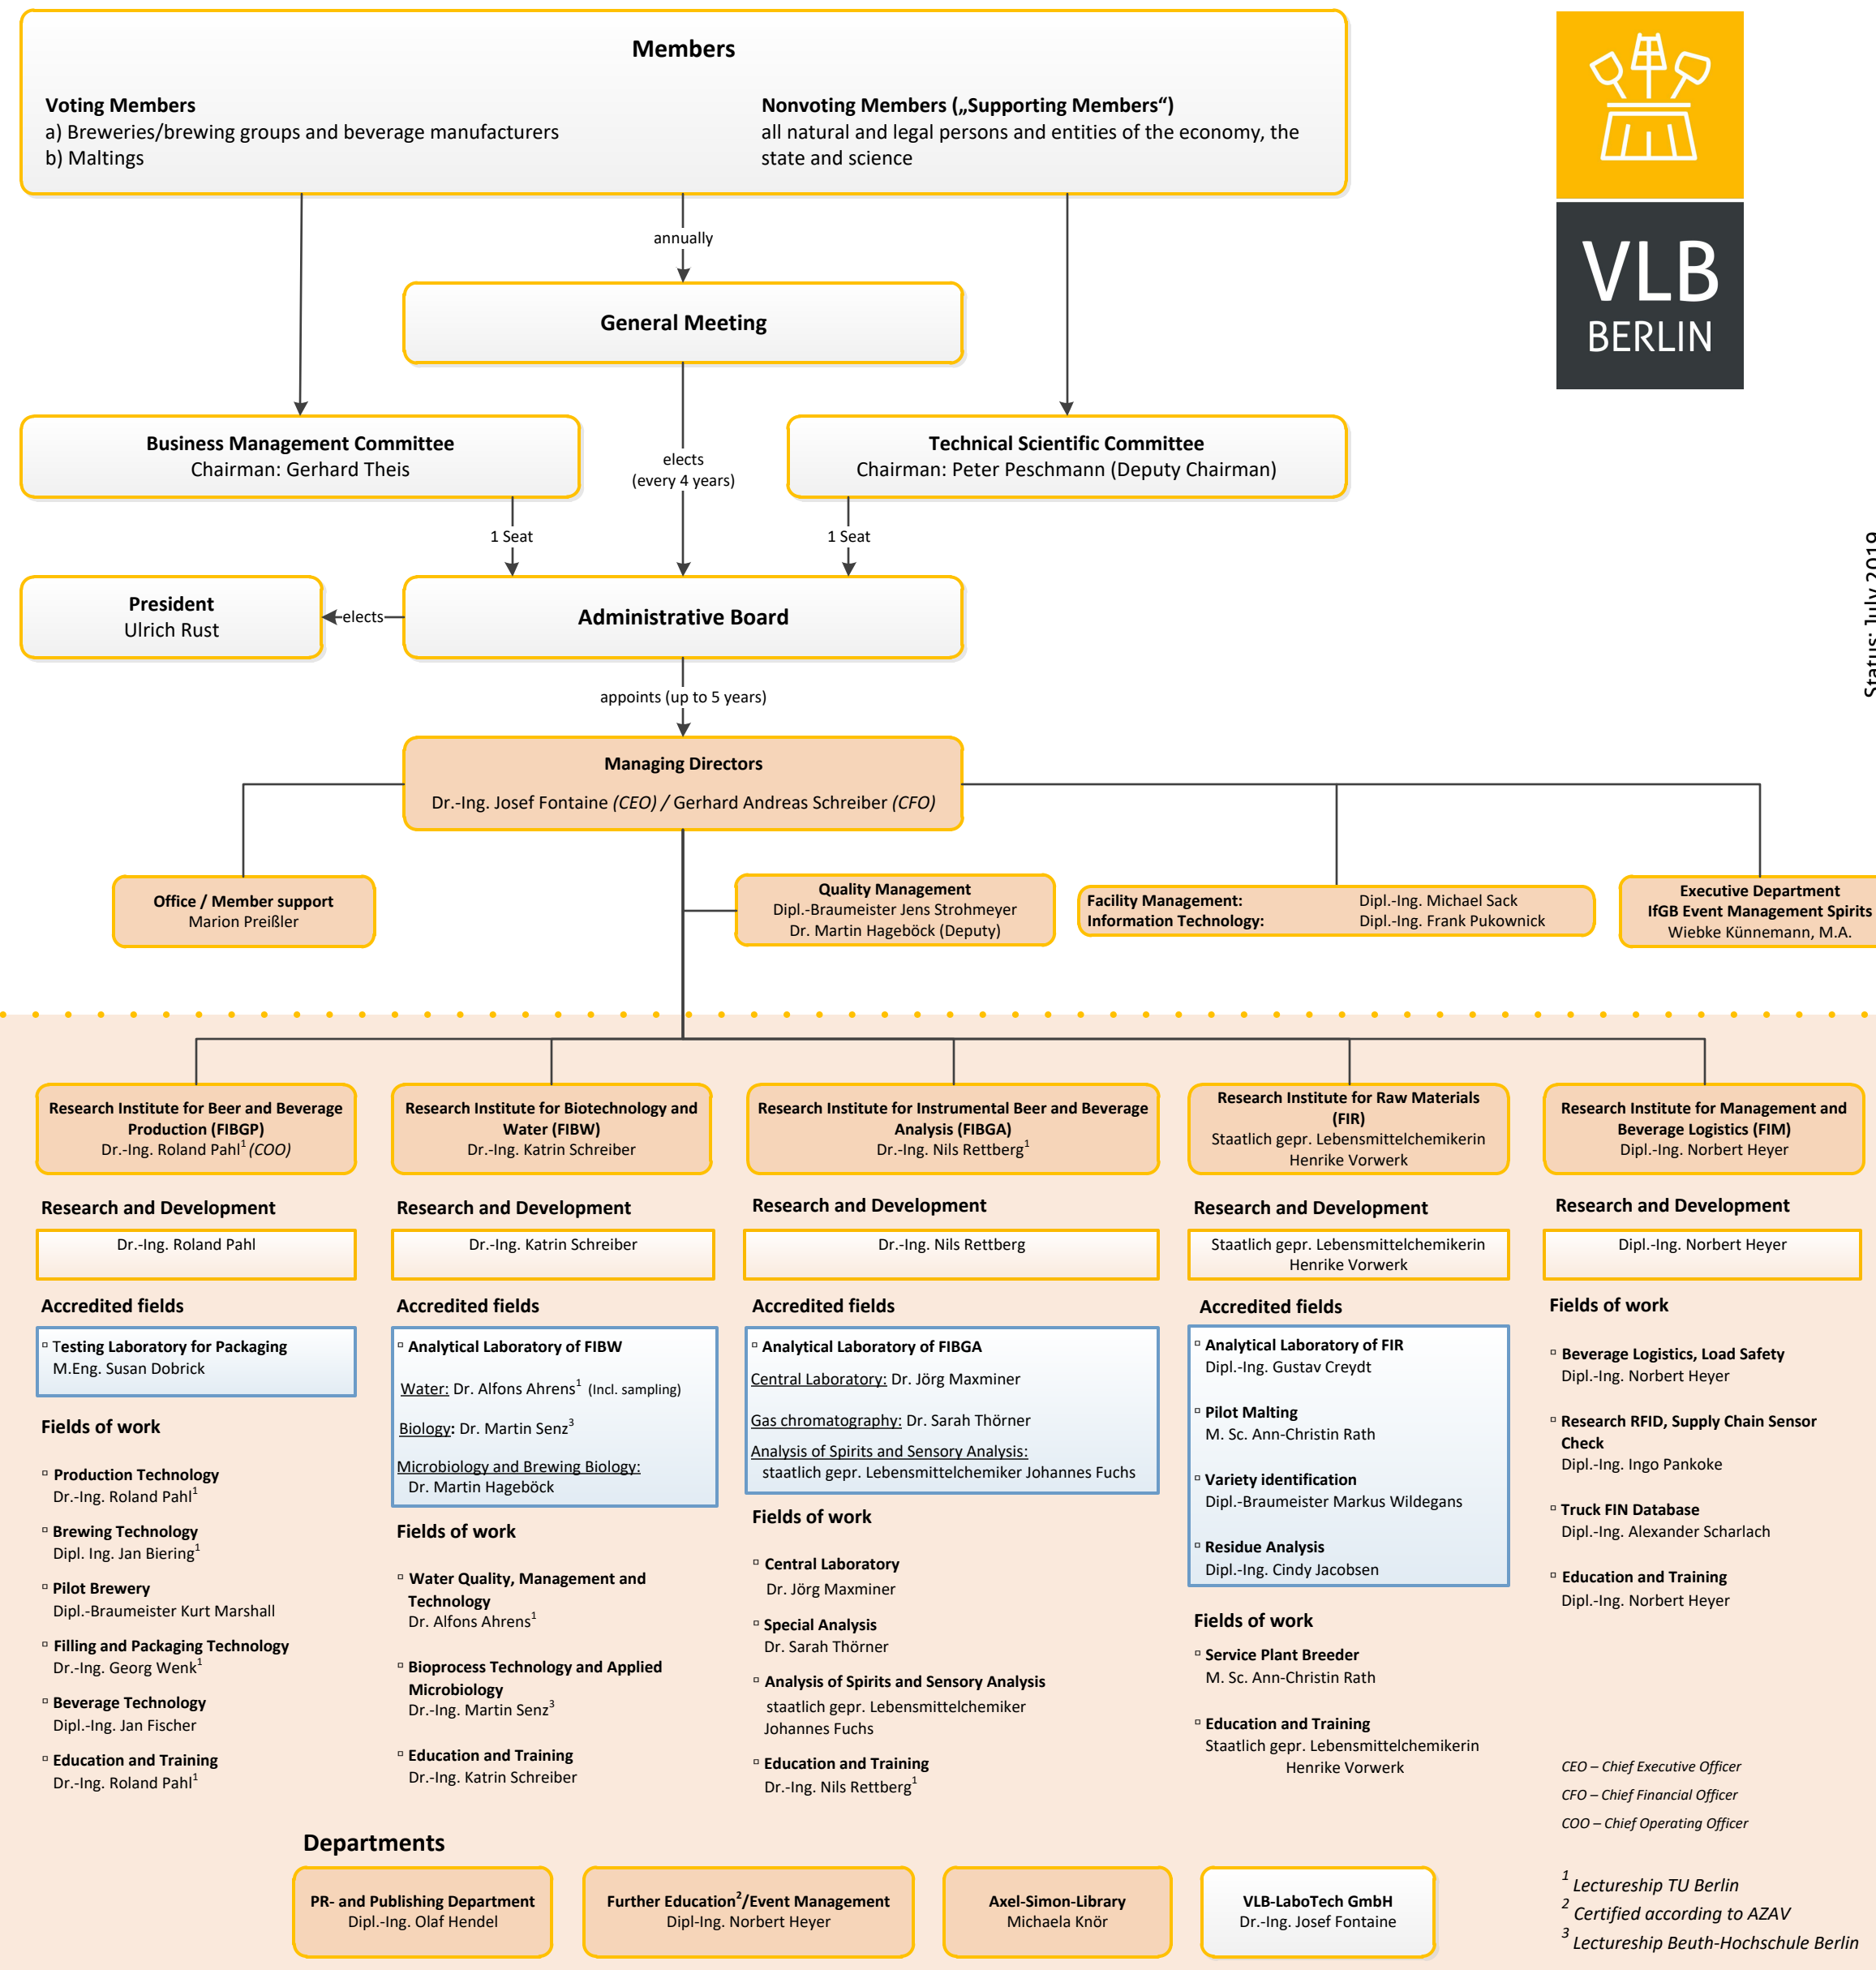 Members
Voting Members
a) Breweries/brewing groups and beverage manufacturers
b) Maltings
Nonvoting Members („Supporting Members“)
all natural and legal persons and entities of the economy, the
state and science
VLB
BERLIN
annually
General Meeting
Business Management Committee
Chairman: Gerhard Theis
elects
(every 4 years)
Technical Scientific Committee
Chairman: Peter Peschmann (Deputy Chairman)
1 Seat
1 Seat
Status: July 2019
President
Ulrich Rust
elects
Administrative Board
appoints (up to 5 years)
Managing Directors
Dr.-Ing. Josef Fontaine (CEO) / Gerhard Andreas Schreiber (CFO)
Office / Member support
Marion Preißler
Quality Management
Dipl.-Braumeister Jens Strohmeyer
Dr. Martin Hageböck (Deputy)
Facility Management: Dipl.-Ing. Michael Sack
Information Technology: Dipl.-Ing. Frank Pukownick
Executive Department
IfGB Event Management Spirits
Wiebke Künnemann, M.A.
Research Institute for Beer and Beverage
Production (FIBGP)
Dr.-Ing. Roland Pahl1 (COO)
Research and Development
Dr.-Ing. Roland Pahl
Accredited fields
▫ Testing Laboratory for Packaging
M.Eng. Susan Dobrick
Fields of work
▫ Production Technology
Dr.-Ing. Roland Pahl1
▫ Brewing Technology
Dipl. Ing. Jan Biering1
▫ Pilot Brewery
Dipl.-Braumeister Kurt Marshall
▫ Filling and Packaging Technology
Dr.-Ing. Georg Wenk1
▫ Beverage Technology
Dipl.-Ing. Jan Fischer
▫ Education and Training
Dr.-Ing. Roland Pahl1
Research Institute for Biotechnology and
Water (FIBW)
Dr.-Ing. Katrin Schreiber
Research and Development
Dr.-Ing. Katrin Schreiber
Accredited fields
▫ Analytical Laboratory of FIBW
Water: Dr. Alfons Ahrens1 (Incl. sampling)
Biology: Dr. Martin Senz3
Microbiology and Brewing Biology:
Dr. Martin Hageböck
Fields of work
▫ Water Quality, Management and
Technology
Dr. Alfons Ahrens1
▫ Bioprocess Technology and Applied
Microbiology
Dr.-Ing. Martin Senz3
▫ Education and Training
Dr.-Ing. Katrin Schreiber
Research Institute for Instrumental Beer and Beverage
Analysis (FIBGA)
Dr.-Ing. Nils Rettberg1
Research and Development
Dr.-Ing. Nils Rettberg
Accredited fields
▫ Analytical Laboratory of FIBGA
Central Laboratory: Dr. Jörg Maxminer
Gas chromatography: Dr. Sarah Thörner
Analysis of Spirits and Sensory Analysis:
staatlich gepr. Lebensmittelchemiker Johannes Fuchs
Fields of work
▫ Central Laboratory
Dr. Jörg Maxminer
▫ Special Analysis
Dr. Sarah Thörner
▫ Analysis of Spirits and Sensory Analysis
staatlich gepr. Lebensmittelchemiker
Johannes Fuchs
▫ Education and Training
Dr.-Ing. Nils Rettberg1
Research Institute for Raw Materials
(FIR)
Staatlich gepr. Lebensmittelchemikerin
Henrike Vorwerk
Research and Development
Staatlich gepr. Lebensmittelchemikerin
Henrike Vorwerk
Accredited fields
▫ Analytical Laboratory of FIR
Dipl.-Ing. Gustav Creydt
▫ Pilot Malting
M. Sc. Ann-Christin Rath
▫ Variety identification
Dipl.-Braumeister Markus Wildegans
▫ Residue Analysis
Dipl.-Ing. Cindy Jacobsen
Fields of work
▫ Service Plant Breeder
M. Sc. Ann-Christin Rath
▫ Education and Training
Staatlich gepr. Lebensmittelchemikerin
Henrike Vorwerk
Research Institute for Management and
Beverage Logistics (FIM)
Dipl.-Ing. Norbert Heyer
Research and Development
Dipl.-Ing. Norbert Heyer
Fields of work
▫ Beverage Logistics, Load Safety
Dipl.-Ing. Norbert Heyer
▫ Research RFID, Supply Chain Sensor
Check
Dipl.-Ing. Ingo Pankoke
▫ Truck FIN Database
Dipl.-Ing. Alexander Scharlach
▫ Education and Training
Dipl.-Ing. Norbert Heyer
CEO – Chief Executive Officer
CFO – Chief Financial Officer
COO – Chief Operating Officer
Departments
PR- and Publishing Department
Dipl.-Ing. Olaf Hendel
Further Education2/Event Management
Dipl-Ing. Norbert Heyer
Axel-Simon-Library
Michaela Knör
VLB-LaboTech GmbH
Dr.-Ing. Josef Fontaine
1 Lectureship TU Berlin
2 Certified according to AZAV
3 Lectureship Beuth-Hochschule Berlin